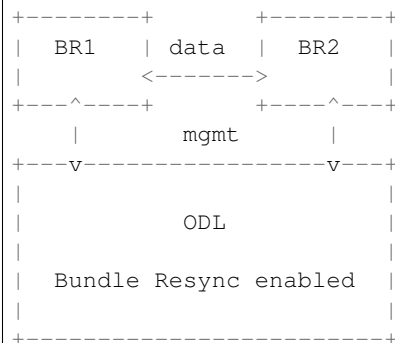 +--------+          +--------+
|  BR1   |   data   |  BR2   |
|        <---------->        |
+---^----+          +----^---+
    |       mgmt         |
+---v--------------------v---+
|                            |
|            ODL             |
|                            |
|   Bundle Resync enabled    |
|                            |
+----------------------------+